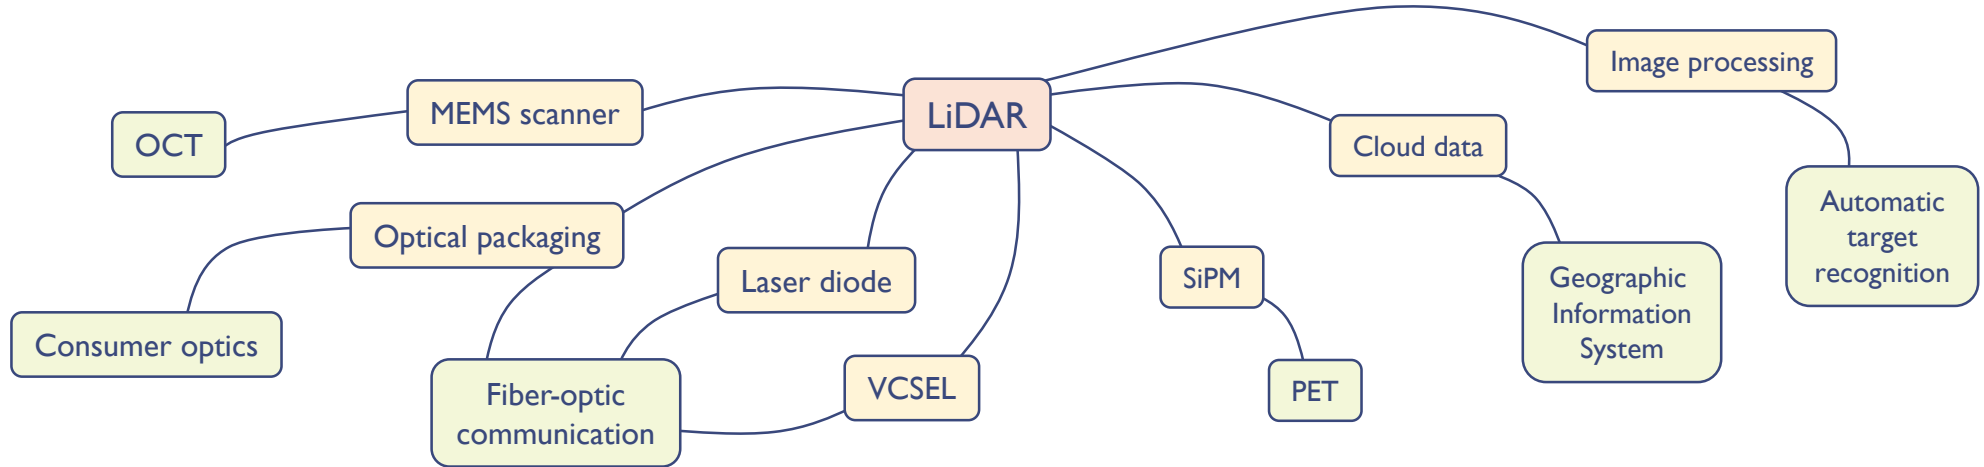 Image processing
MEMS scanner
LiDAR
OCT
Cloud data
Automatic
target
recognition
Optical packaging
Laser diode
SiPM
Geographic
Information
System
Consumer optics
Fiber-optic
communication
VCSEL
PET